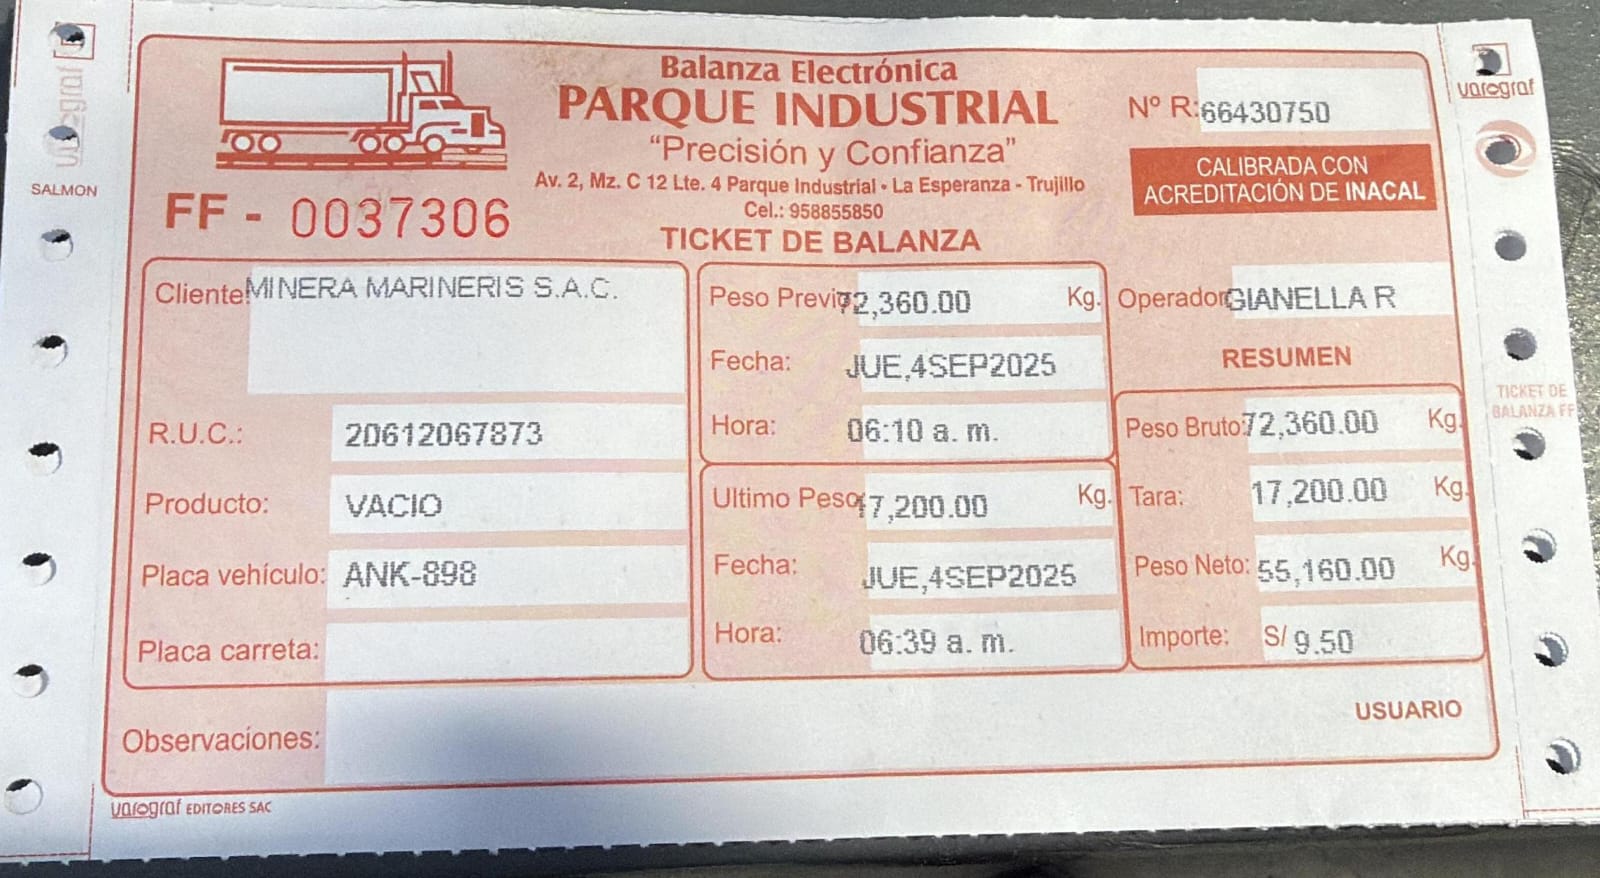 Balanza Electrónica
PARQUE INDUSTRIAL
“Precisión y Confianza”
Av. 2, Mz. C 12 Lte. 4 Parque Industrial • La Esperanza - Trujillo
Cel.: 958855850
TICKET DE BALANZA
Nº R: 66430750
CALIBRADA CON
ACREDITACIÓN DE INACAL
varograf
SALMON
FF - 0037306
Cliente: MINERA MARINERIS S.A.C.
R.U.C.: 20612067873
Producto: VACIO
Placa vehículo: ANK-898
Placa carreta:
Peso Previo 72,360.00 Kg.
Fecha: JUE,4SEP2025
Hora: 06:10 a. m.
Ultimo Peso 17,200.00 Kg.
Fecha: JUE,4SEP2025
Hora: 06:39 a. m.
Operador GIANELLA R
RESUMEN
Peso Bruto: 72,360.00 Kg.
Tara: 17,200.00 Kg.
Peso Neto: 55,160.00 Kg.
Importe: S/ 9.50
TICKET DE
BALANZA FF
Observaciones:
USUARIO
varograf EDITORES SAC
varograf